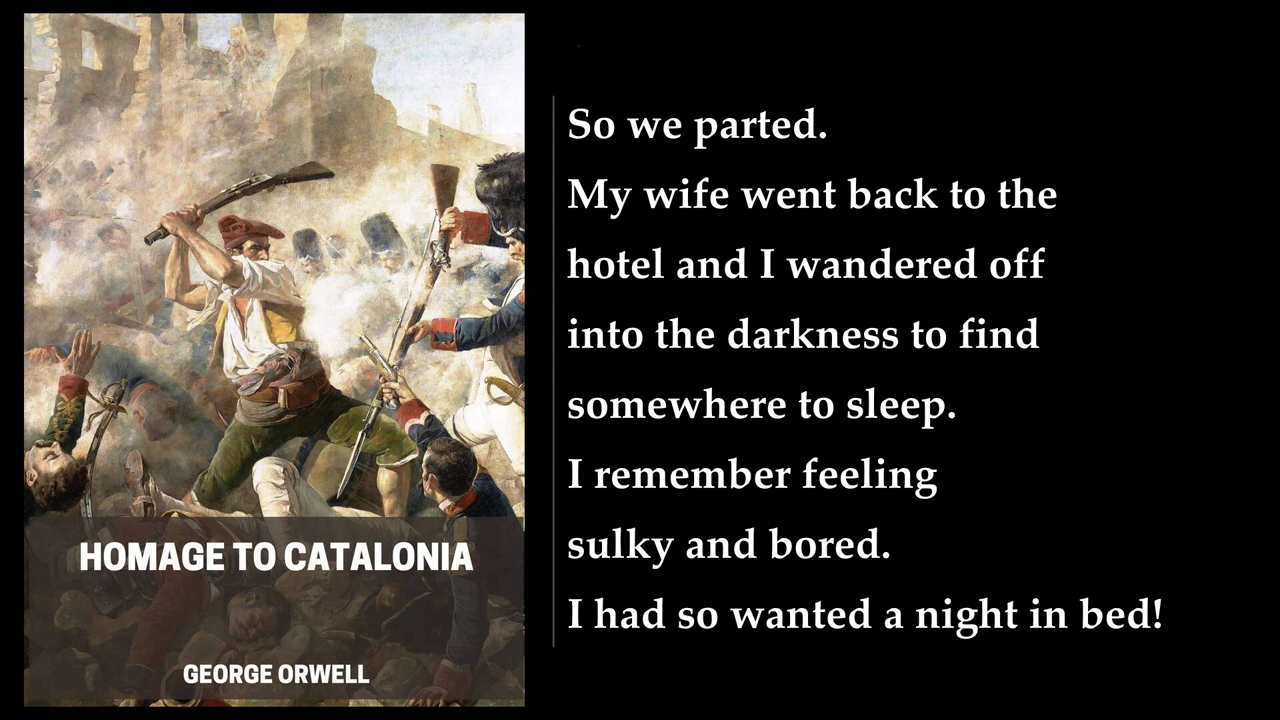 HOMAGE TO CATALONIA
GEORGE ORWELL
So we parted.
My wife went back to the
hotel and I wandered off
into the darkness to find
somewhere to sleep.
I remember feeling
sulky and bored.
I had so wanted a night in bed!